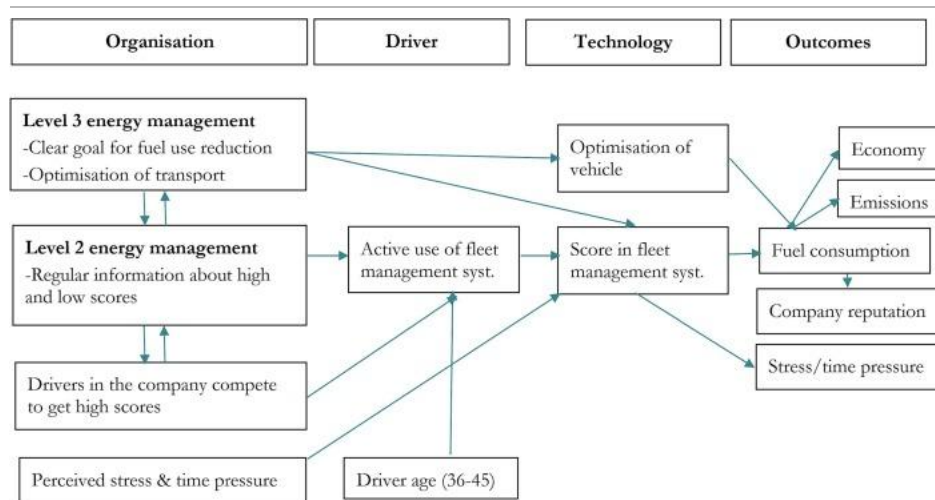 Organisation
Driver
Technology
Outcomes
Level 3 energy management
-Clear goal for fuel use reduction
-Optimisation of transport
Optimisation of
vehicle
Economy
Emissions
Level 2 energy management
-Regular information about high
and low scores
Active use of fleet
management syst.
Score in fleet
management syst.
Fuel consumption
Company reputation
Stress/time pressure
Drivers in the company compete
to get high scores
Perceived stress & time pressure
Driver age (36-45)